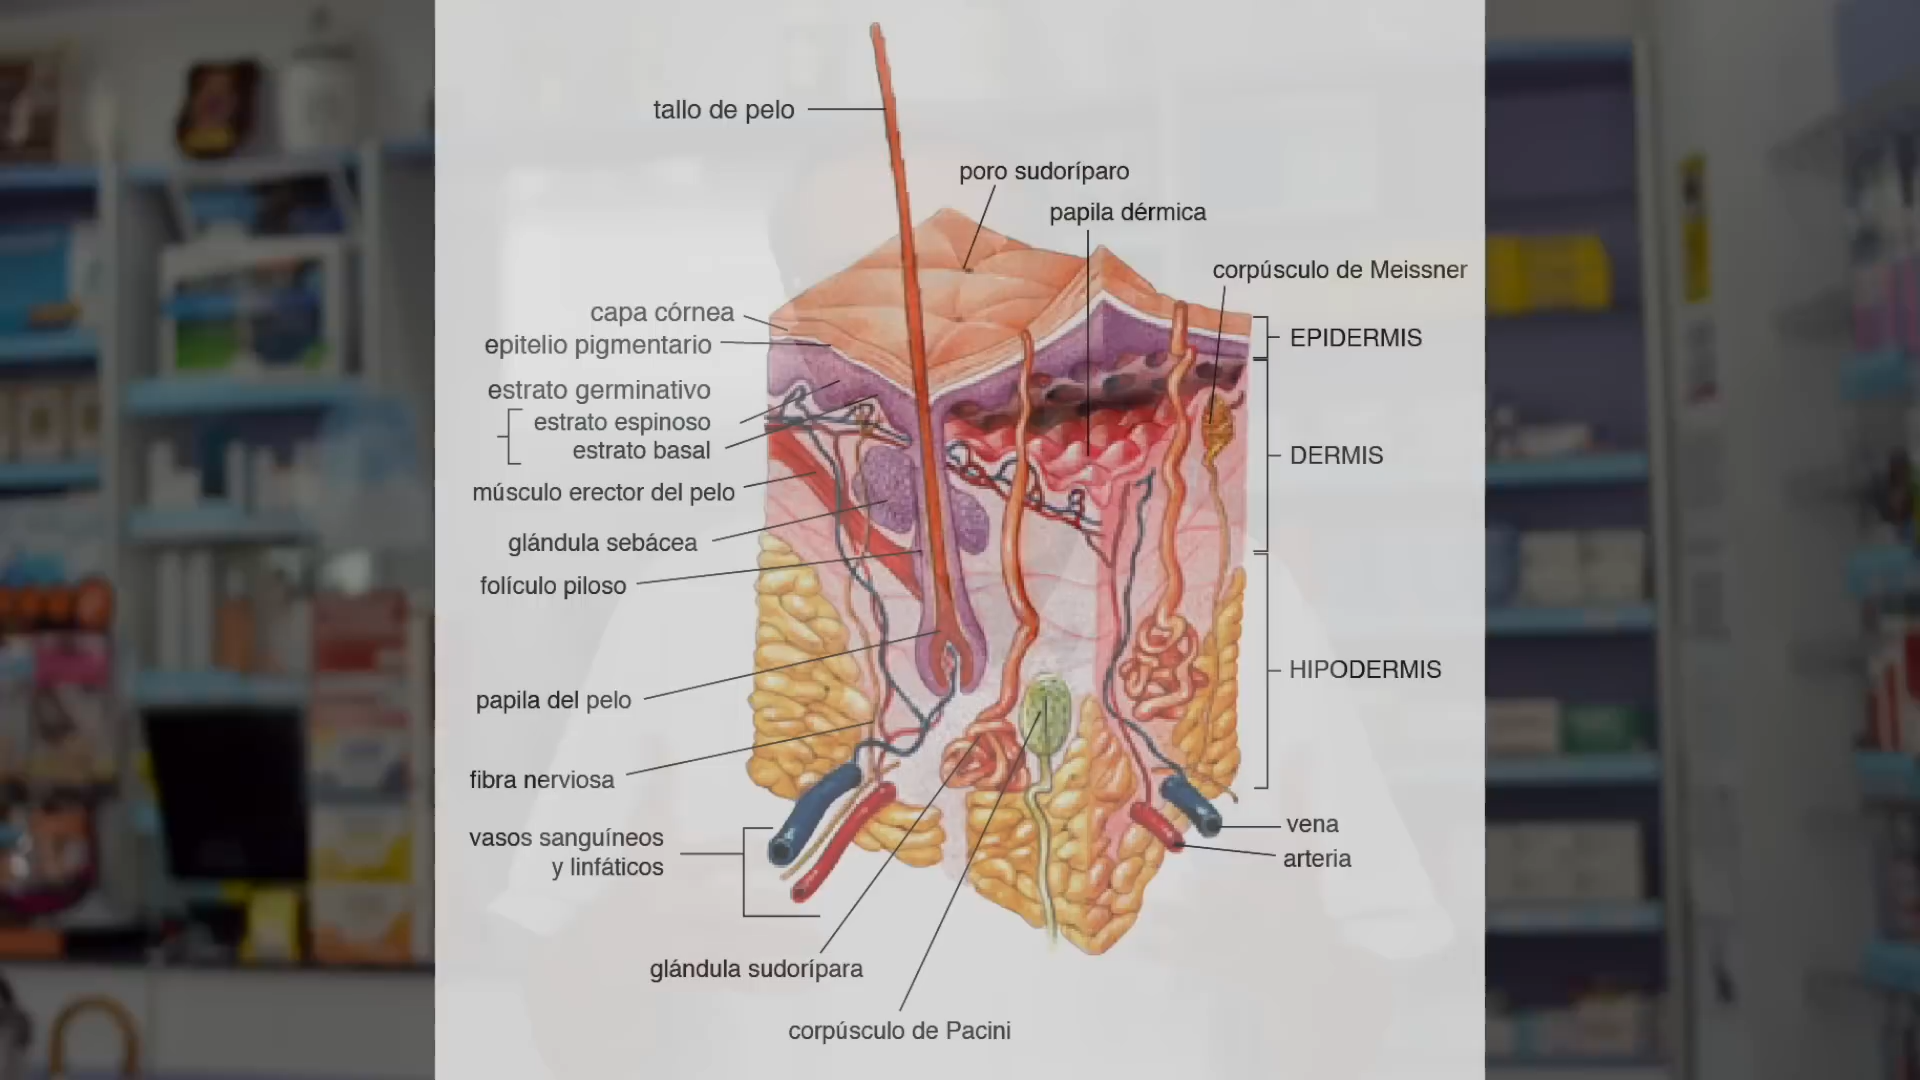 tallo de pelo
poro sudoríparo
papila dérmica
corpúsculo de Meissner
capa córnea
epitelio pigmentario
estrato germinativo
estrato espinoso
estrato basal
músculo erector del pelo
glándula sebácea
folículo piloso
papila del pelo
fibra nerviosa
vasos sanguíneos
y linfáticos
glándula sudorípara
corpúsculo de Pacini
EPIDERMIS
DERMIS
HIPODERMIS
vena
arteria